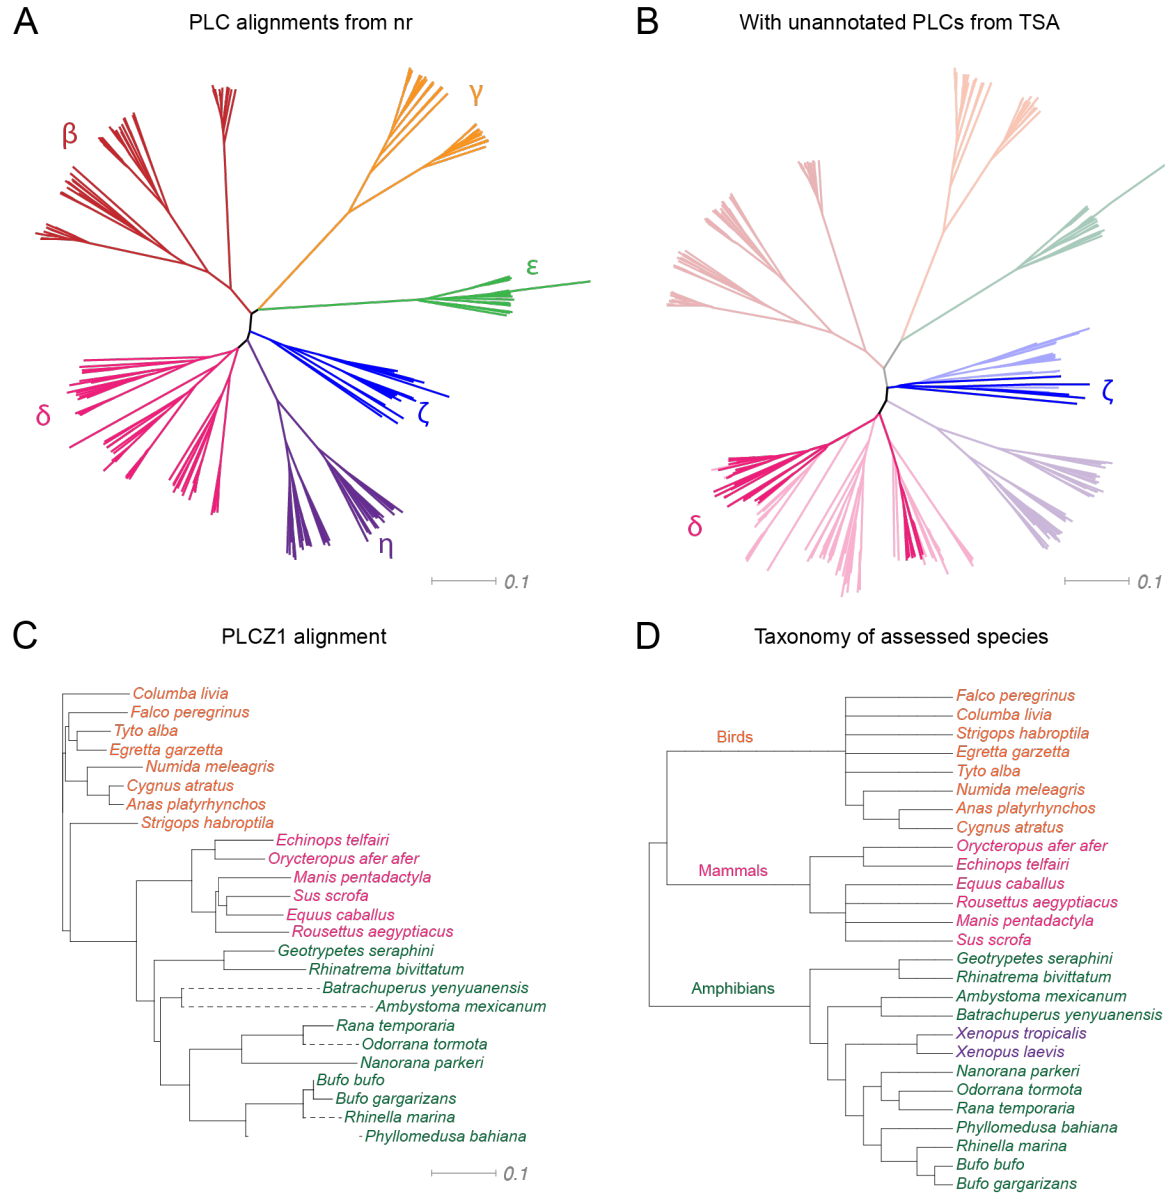 A
PLC alignments from nr
β
γ
ε
δ
ζ
η
0.1
B
With unannotated PLCs from TSA
ζ
δ
0.1
C
PLCZ1 alignment
Columba livia
Falco peregrinus
Tyto alba
Egretta garzetta
Numida meleagris
Cygnus atratus
Anas platyrhynchos
Strigops habroptila
Echinops telfairi
Orycteropus afer afer
Manis pentadactyla
Sus scrofa
Equus caballus
Rousettus aegyptiacus
Geotrypetes seraphini
Rhinatrema bivittatum
Batrachuperus yenyuanensis
Ambystoma mexicanum
Rana temporaria
Odorrana tormota
Nanorana parkeri
Bufo bufo
Bufo gargarizans
Rhinella marina
Phyllomedusa bahiana
0.1
D
Taxonomy of assessed species
Birds
Mammals
Amphibians
Falco peregrinus
Columba livia
Strigops habroptila
Egretta garzetta
Tyto alba
Numida meleagris
Anas platyrhynchos
Cygnus atratus
Orycteropus afer afer
Echinops telfairi
Equus caballus
Rousettus aegyptiacus
Manis pentadactyla
Sus scrofa
Geotrypetes seraphini
Rhinatrema bivittatum
Ambystoma mexicanum
Batrachuperus yenyuanensis
Xenopus tropicalis
Xenopus laevis
Nanorana parkeri
Odorrana tormota
Rana temporaria
Phyllomedusa bahiana
Rhinella marina
Bufo bufo
Bufo gargarizans